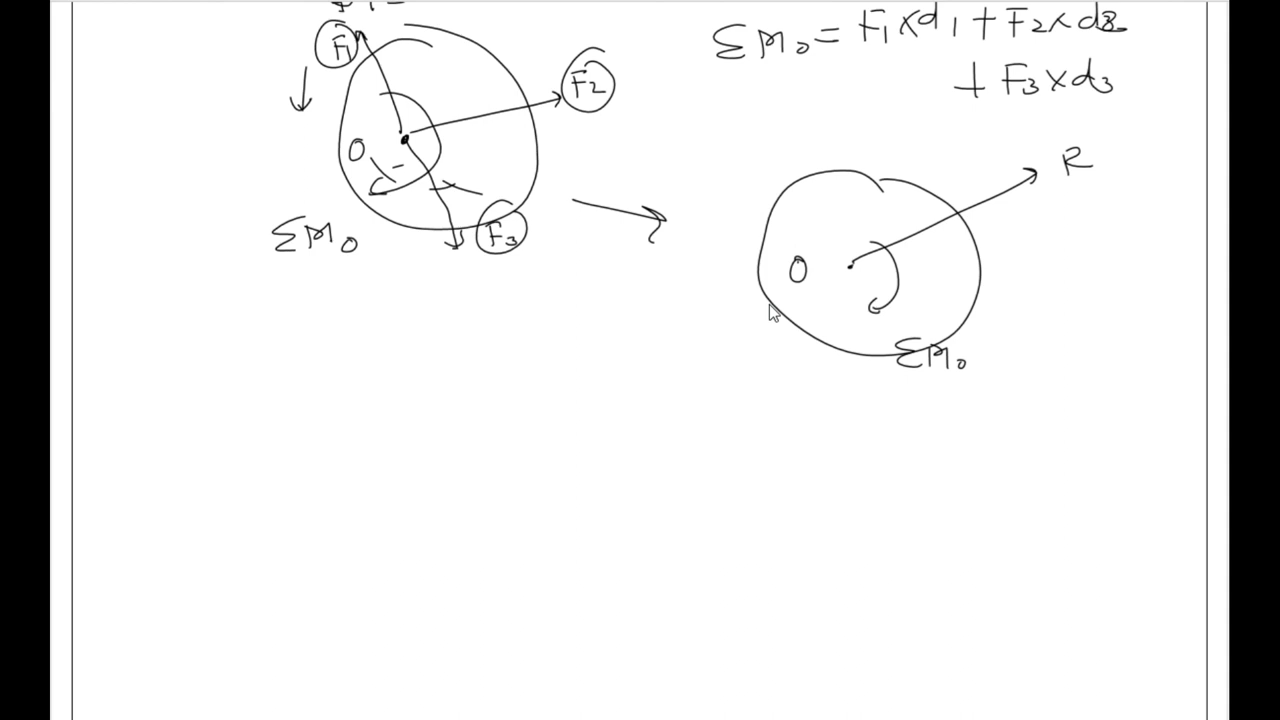 ΣM₀ = F₁×d₁ + F₂×d₂
+ F₃×d₃
F₁
F₂
O
F₃
ΣM₀
R
O
ΣM₀